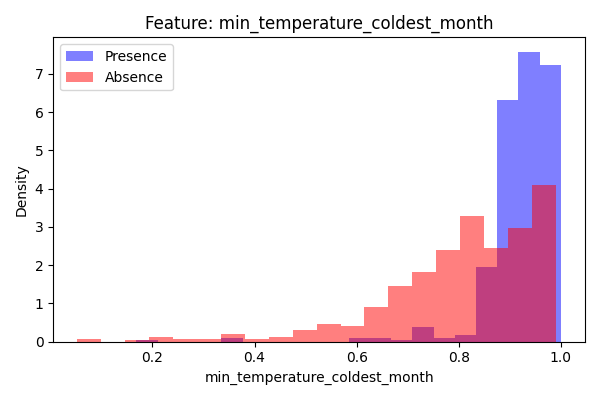 Feature: min_temperature_coldest_month
Presence
Absence
Density
7
6
5
4
3
2
1
0
0.2 0.4 0.6 0.8 1.0
min_temperature_coldest_month